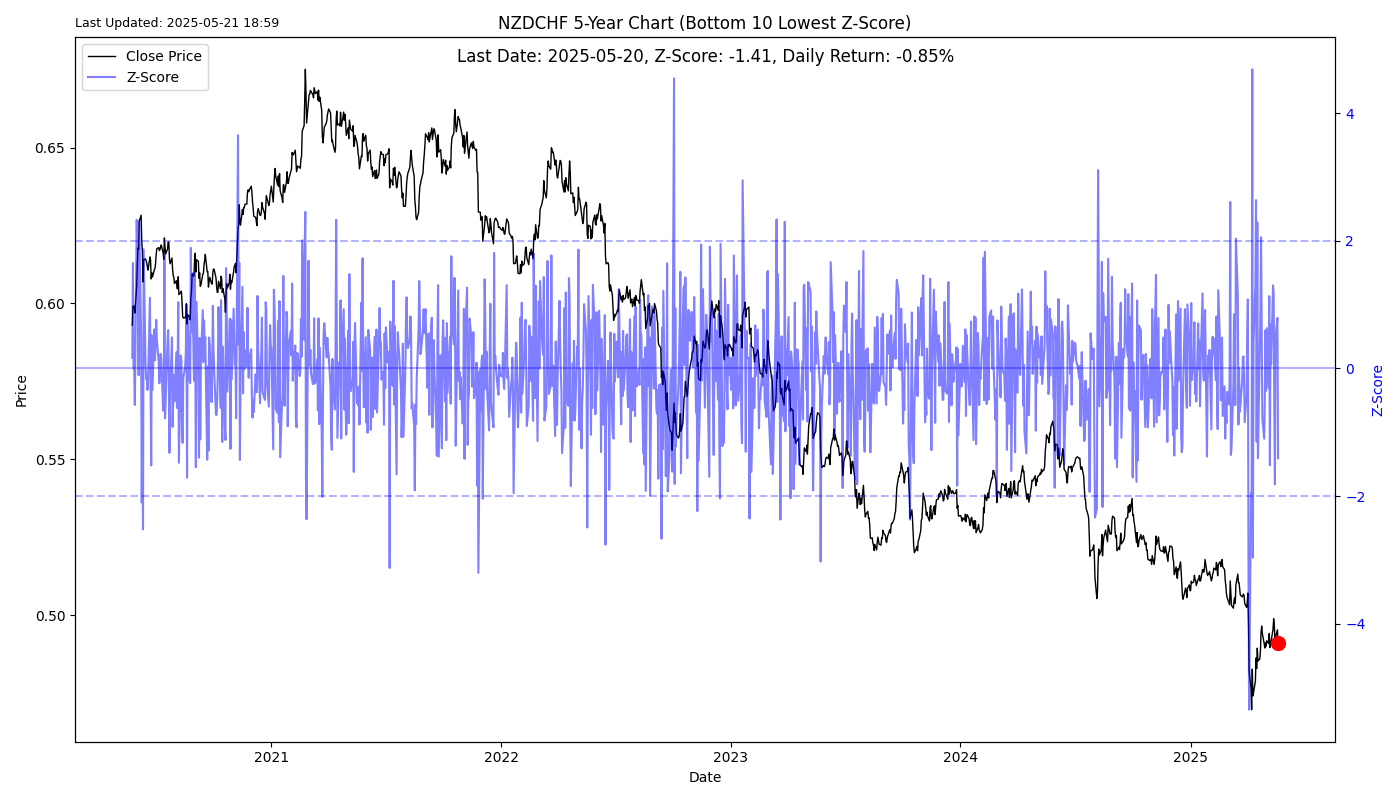 Last Updated: 2025-05-21 18:59
NZDCHF 5-Year Chart (Bottom 10 Lowest Z-Score)
Last Date: 2025-05-20, Z-Score: -1.41, Daily Return: -0.85%
Close Price
Z-Score
0.65
0.60
0.55
0.50
Price
4
2
0
−2
−4
Z-Score
2021
2022
2023
2024
2025
Date